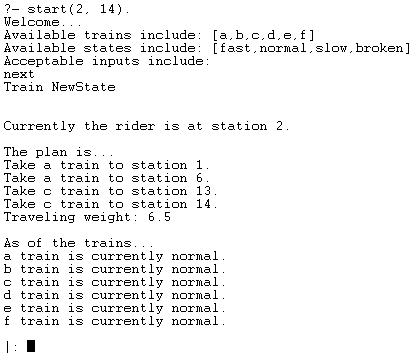 ?- start(2, 14).
Welcome...
Available trains include: [a,b,c,d,e,f]
Available states include: [fast,normal,slow,broken]
Acceptable inputs include:
next
Train NewState
Currently the rider is at station 2.
The plan is...
Take a train to station 1.
Take a train to station 6.
Take c train to station 13.
Take c train to station 14.
Traveling weight: 6.5
As of the trains...
a train is currently normal.
b train is currently normal.
c train is currently normal.
d train is currently normal.
e train is currently normal.
f train is currently normal.
|: